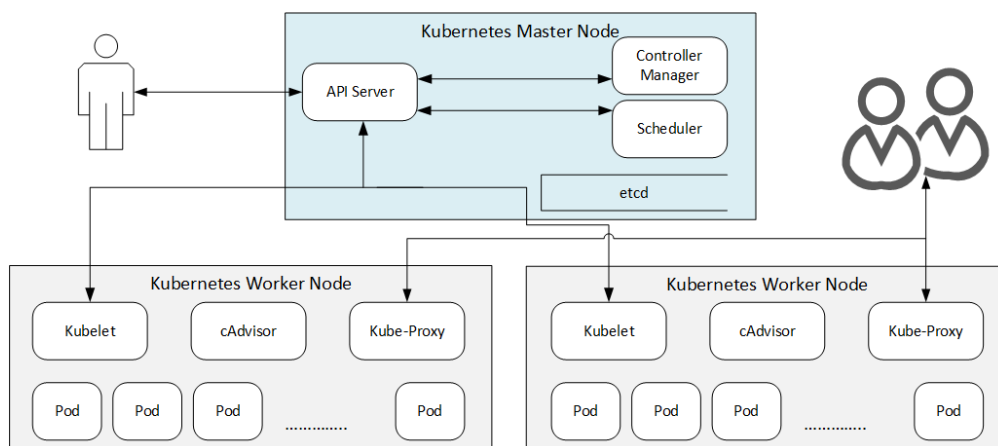 Kubernetes Master Node
API Server
Controller
Manager
Scheduler
etcd
Kubernetes Worker Node
Kubelet
cAdvisor
Kube-Proxy
Pod
Pod
Pod
..............
Pod
Kubernetes Worker Node
Kubelet
cAdvisor
Kube-Proxy
Pod
Pod
Pod
..............
Pod